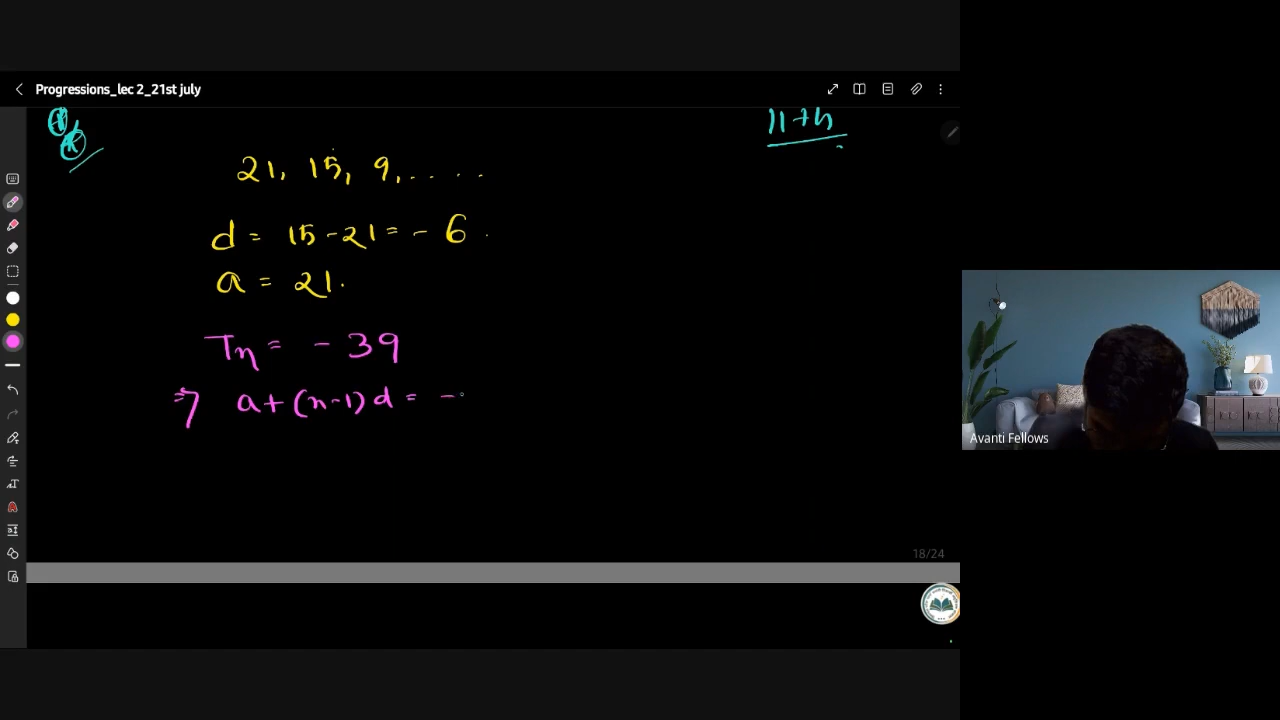 Progressions_lec 2_21st july
11th
21, 15, 9, . . . .
d = 15 - 21 = - 6
a = 21.
Tn = - 39
⇒ a + (n-1) d = -
Avanti Fellows
18/24